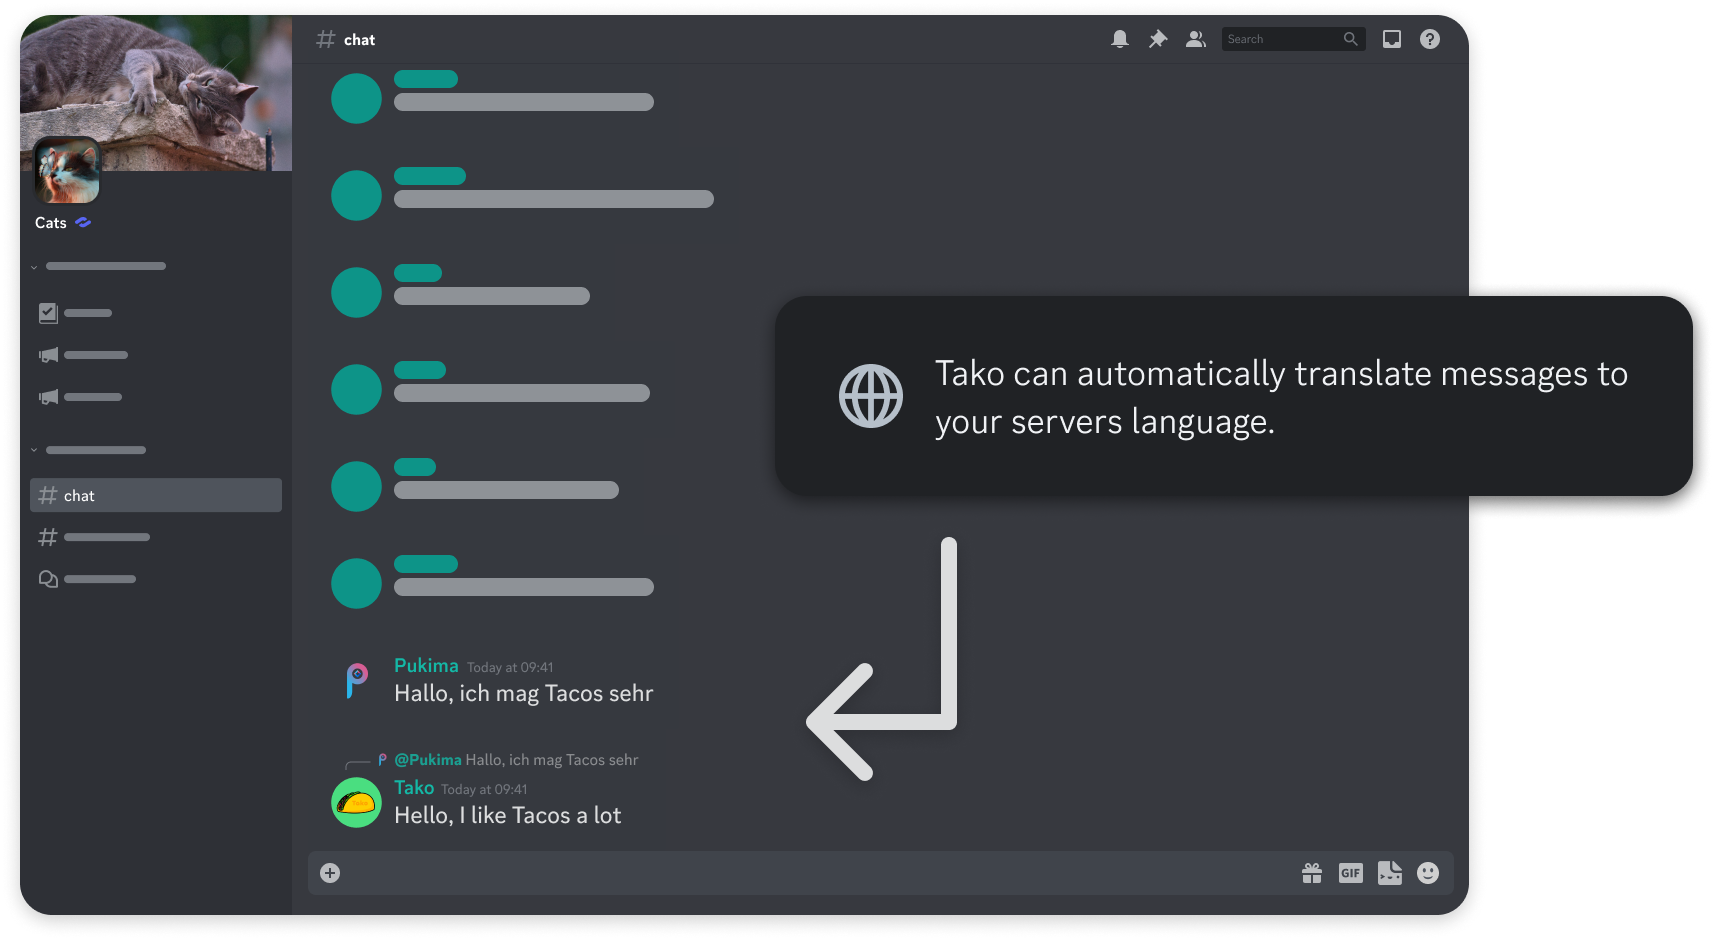 chat
Search
Cats
chat
Tako can automatically translate messages to
your servers language.
Pukima Today at 09:41
Hallo, ich mag Tacos sehr
@Pukima Hallo, ich mag Tacos sehr
Tako Today at 09:41
Hello, I like Tacos a lot
Tako
GIF